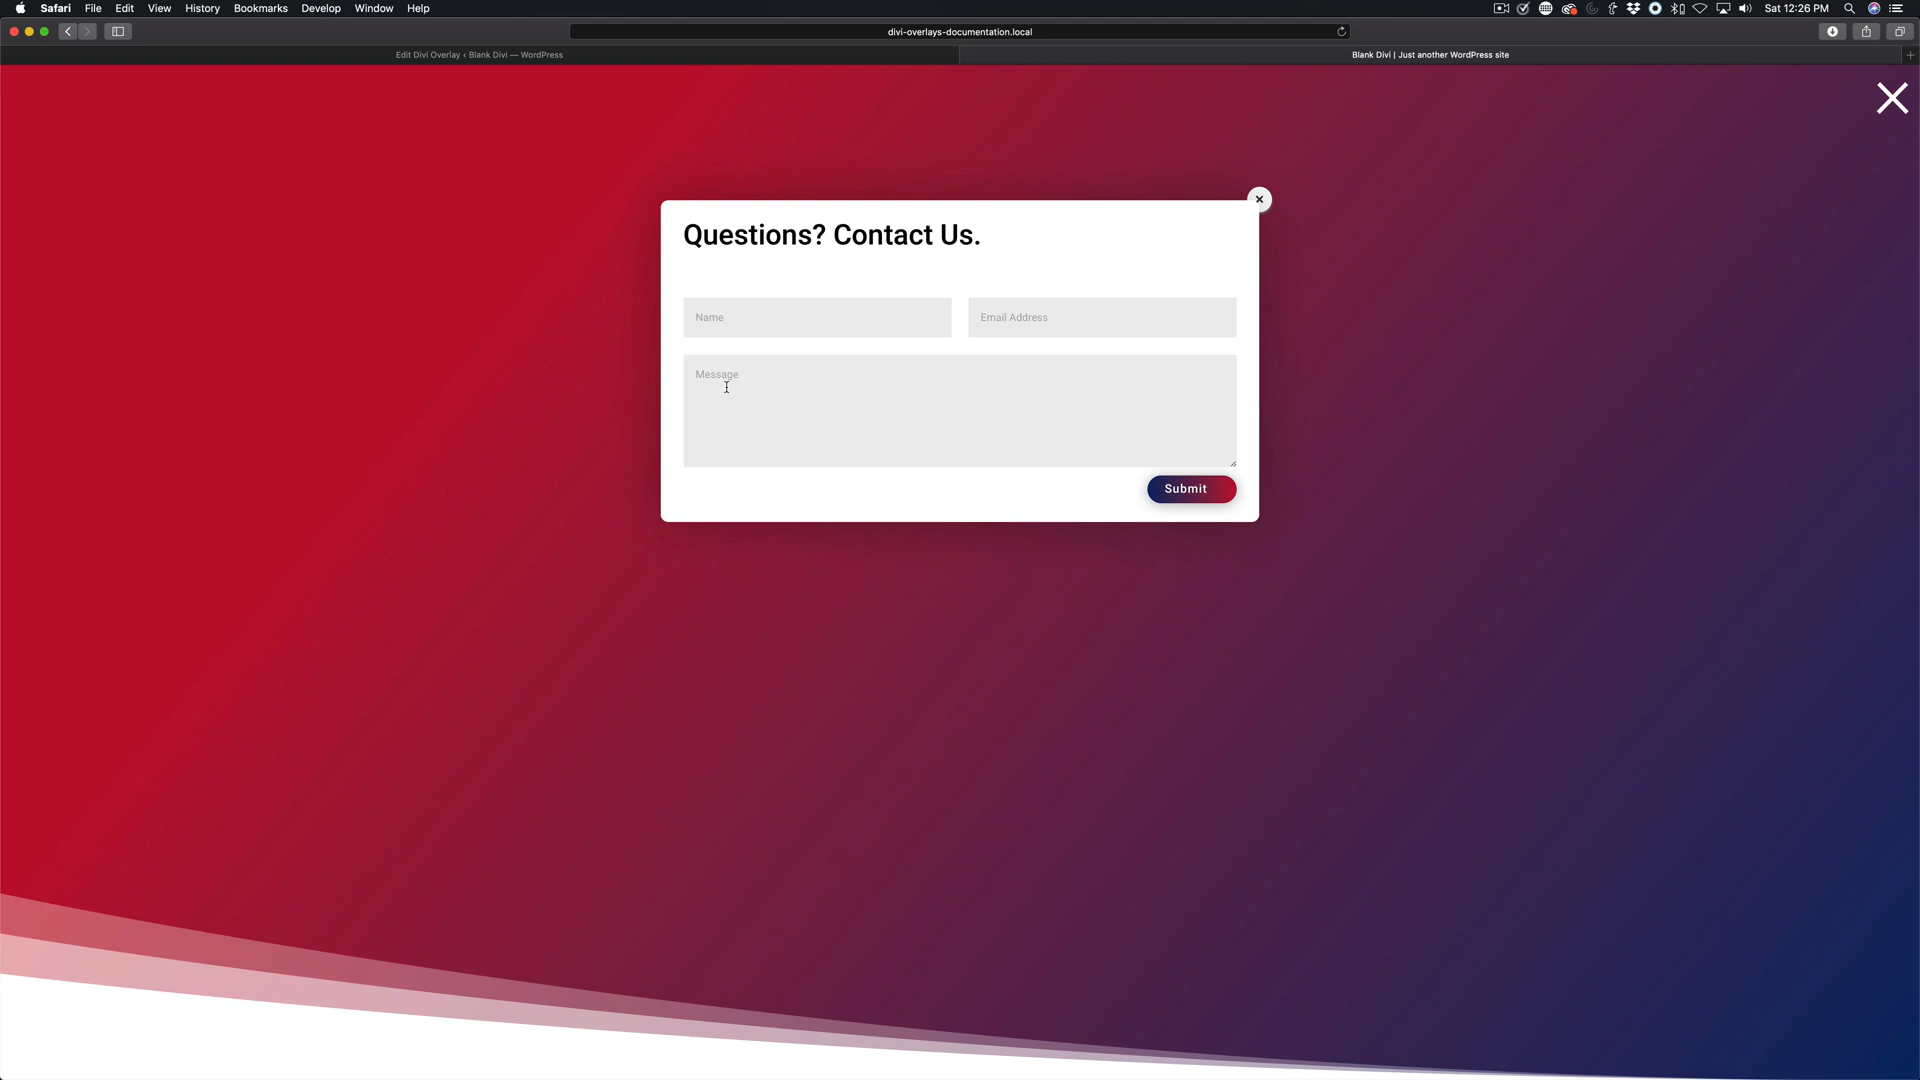 Safari File Edit View History Bookmarks Develop Window Help Sat 12:26 PM
divi-overlays-documentation.local
Edit Divi Overlay ‹ Blank Divi — WordPress
Blank Divi | Just another WordPress site
Questions? Contact Us.
Name
Email Address
Message
Submit